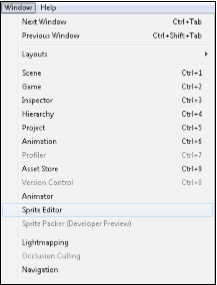 Window Help
Next Window Ctrl+Tab
Previous Window Ctrl+Shift+Tab
Layouts
Scene Ctrl+1
Game Ctrl+2
Inspector Ctrl+3
Hierarchy Ctrl+4
Project Ctrl+5
Animation Ctrl+6
Profiler Ctrl+7
Asset Store Ctrl+9
Version Control Ctrl+0
Animator
Sprite Editor
Sprite Packer (Developer Preview)
Lightmapping
Occlusion Culling
Navigation